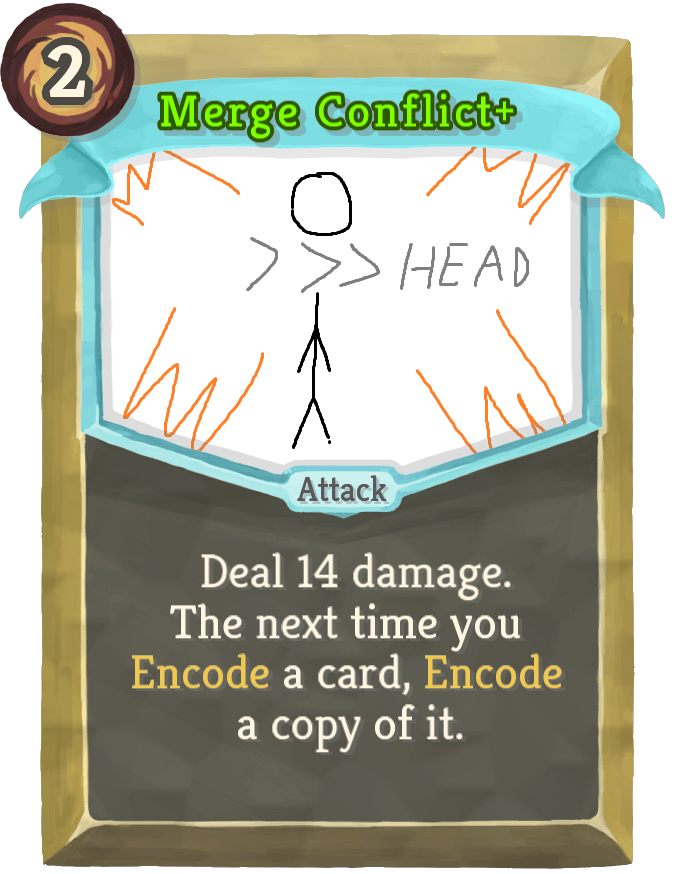 2
Merge Conflict+
>>> HEAD
Attack
Deal 14 damage.
The next time you
Encode a card, Encode
a copy of it.